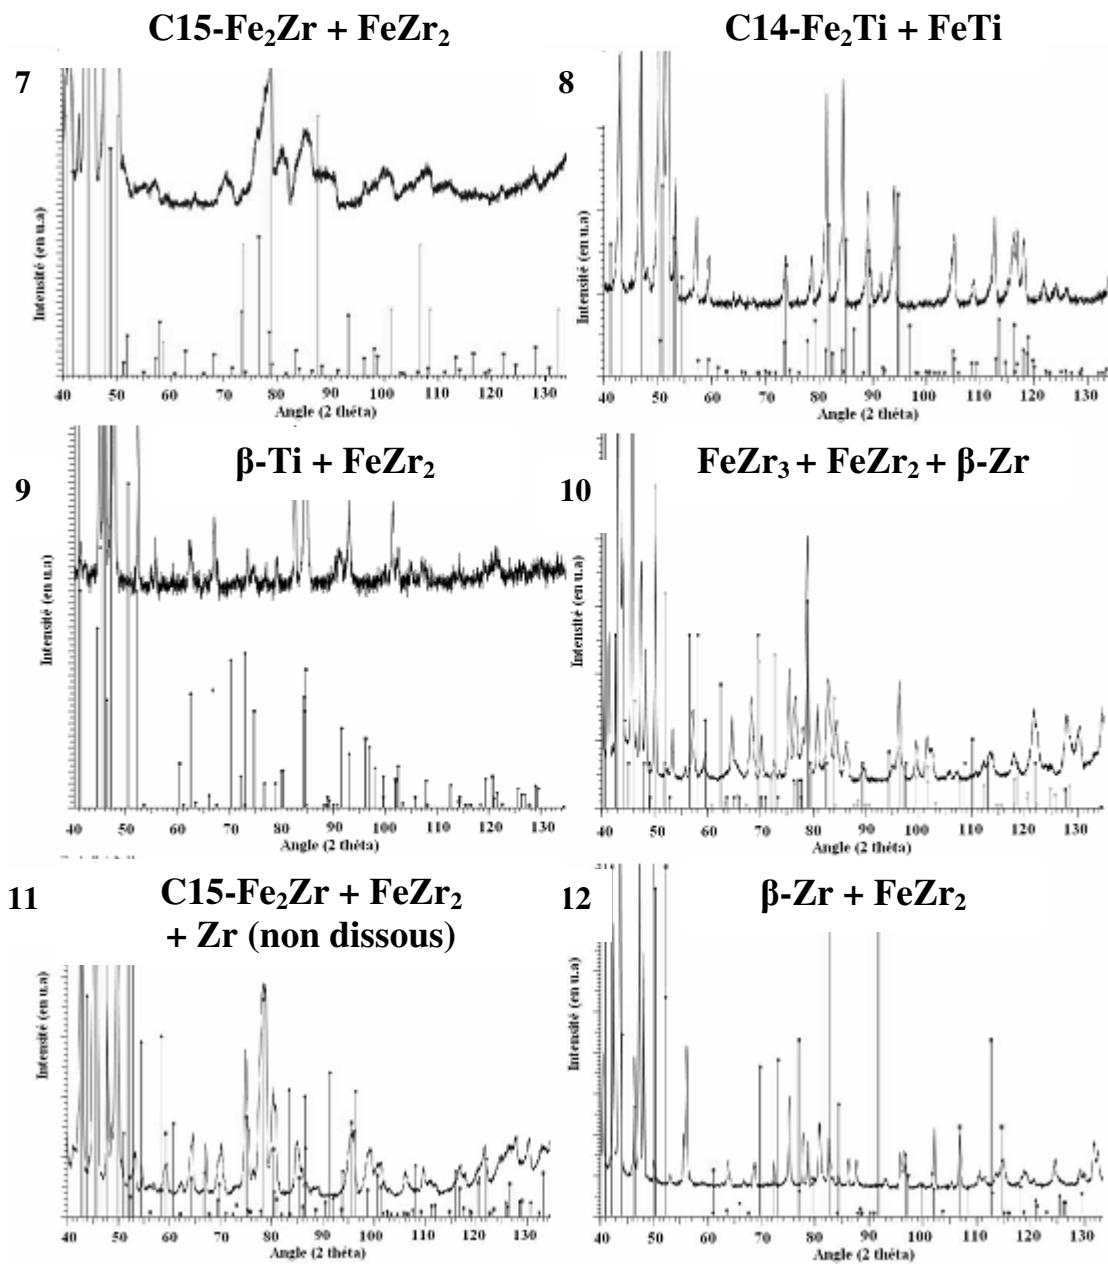 C15-Fe₂Zr + FeZr₂
7
Intensité (en u.a)
40 50 60 70 80 90 100 110 120 130
Angle (2 thêta)
C14-Fe₂Ti + FeTi
8
Intensité (en u.a)
40 50 60 70 80 90 100 110 120 130
Angle (2 thêta)
β-Ti + FeZr₂
9
Intensité (en u.a)
40 50 60 70 80 90 100 110 120 130
Angle (2 thêta)
FeZr₃ + FeZr₂ + β-Zr
10
Intensité (en u.a)
40 50 60 70 80 90 100 110 120 130
Angle (2 thêta)
C15-Fe₂Zr + FeZr₂
+ Zr (non dissous)
11
Intensité (en u.a)
40 50 60 70 80 90 100 110 120 130
Angle (2 thêta)
β-Zr + FeZr₂
12
Intensité (en u.a)
40 50 60 70 80 90 100 110 120 130
Angle (2 thêta)